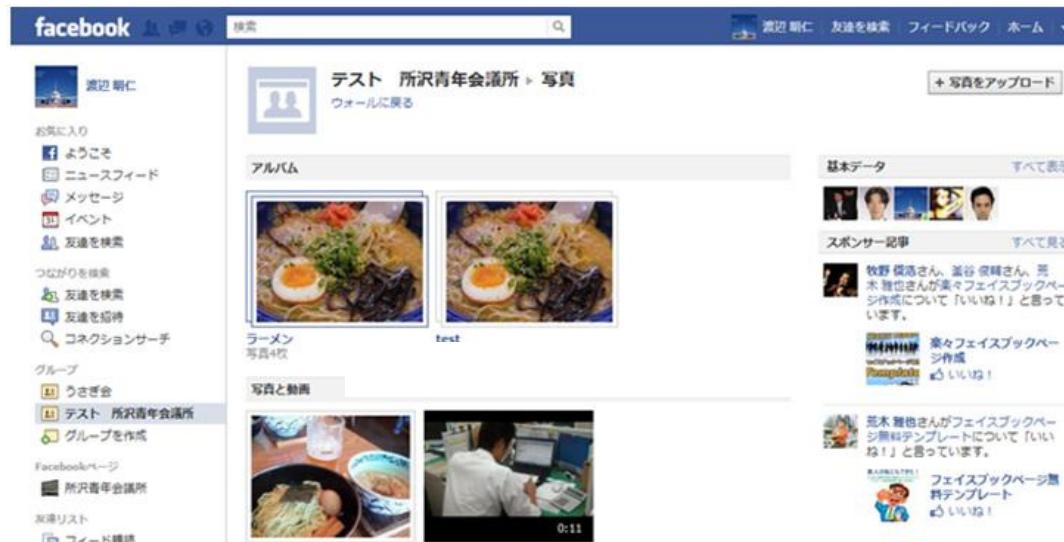 facebook
検索
渡辺 明仁
友達を検索
フィードバック
ホーム
渡辺 明仁
お気に入り
ようこそ
ニュースフィード
メッセージ
31
イベント
友達を検索
つながりを検索
友達を検索
友達を招待
コネクションサーチ
グループ
うさぎ会
テスト 所沢青年会議所
グループを作成
Facebookページ
所沢青年会議所
友達リスト
テスト 所沢青年会議所 ▸ 写真
ウォールに戻る
+ 写真をアップロード
アルバム
ラーメン
写真4枚
test
写真と動画
0:11
基本データ
すべて表示
スポンサー記事
すべて見る
牧野 さん、釜谷 俊晴さん、荒
木 雅也さんが楽々フェイスブックペー
ジ作成について「いいね！」と言って
います。
楽々フェイスブックペー
ジ作成
いいね！
Template
荒木 雅也さんがフェイスブックペー
ジ無料テンプレートについて「いい
ね！」と言っています。
フェイスブックページ無
料テンプレート
いいね！